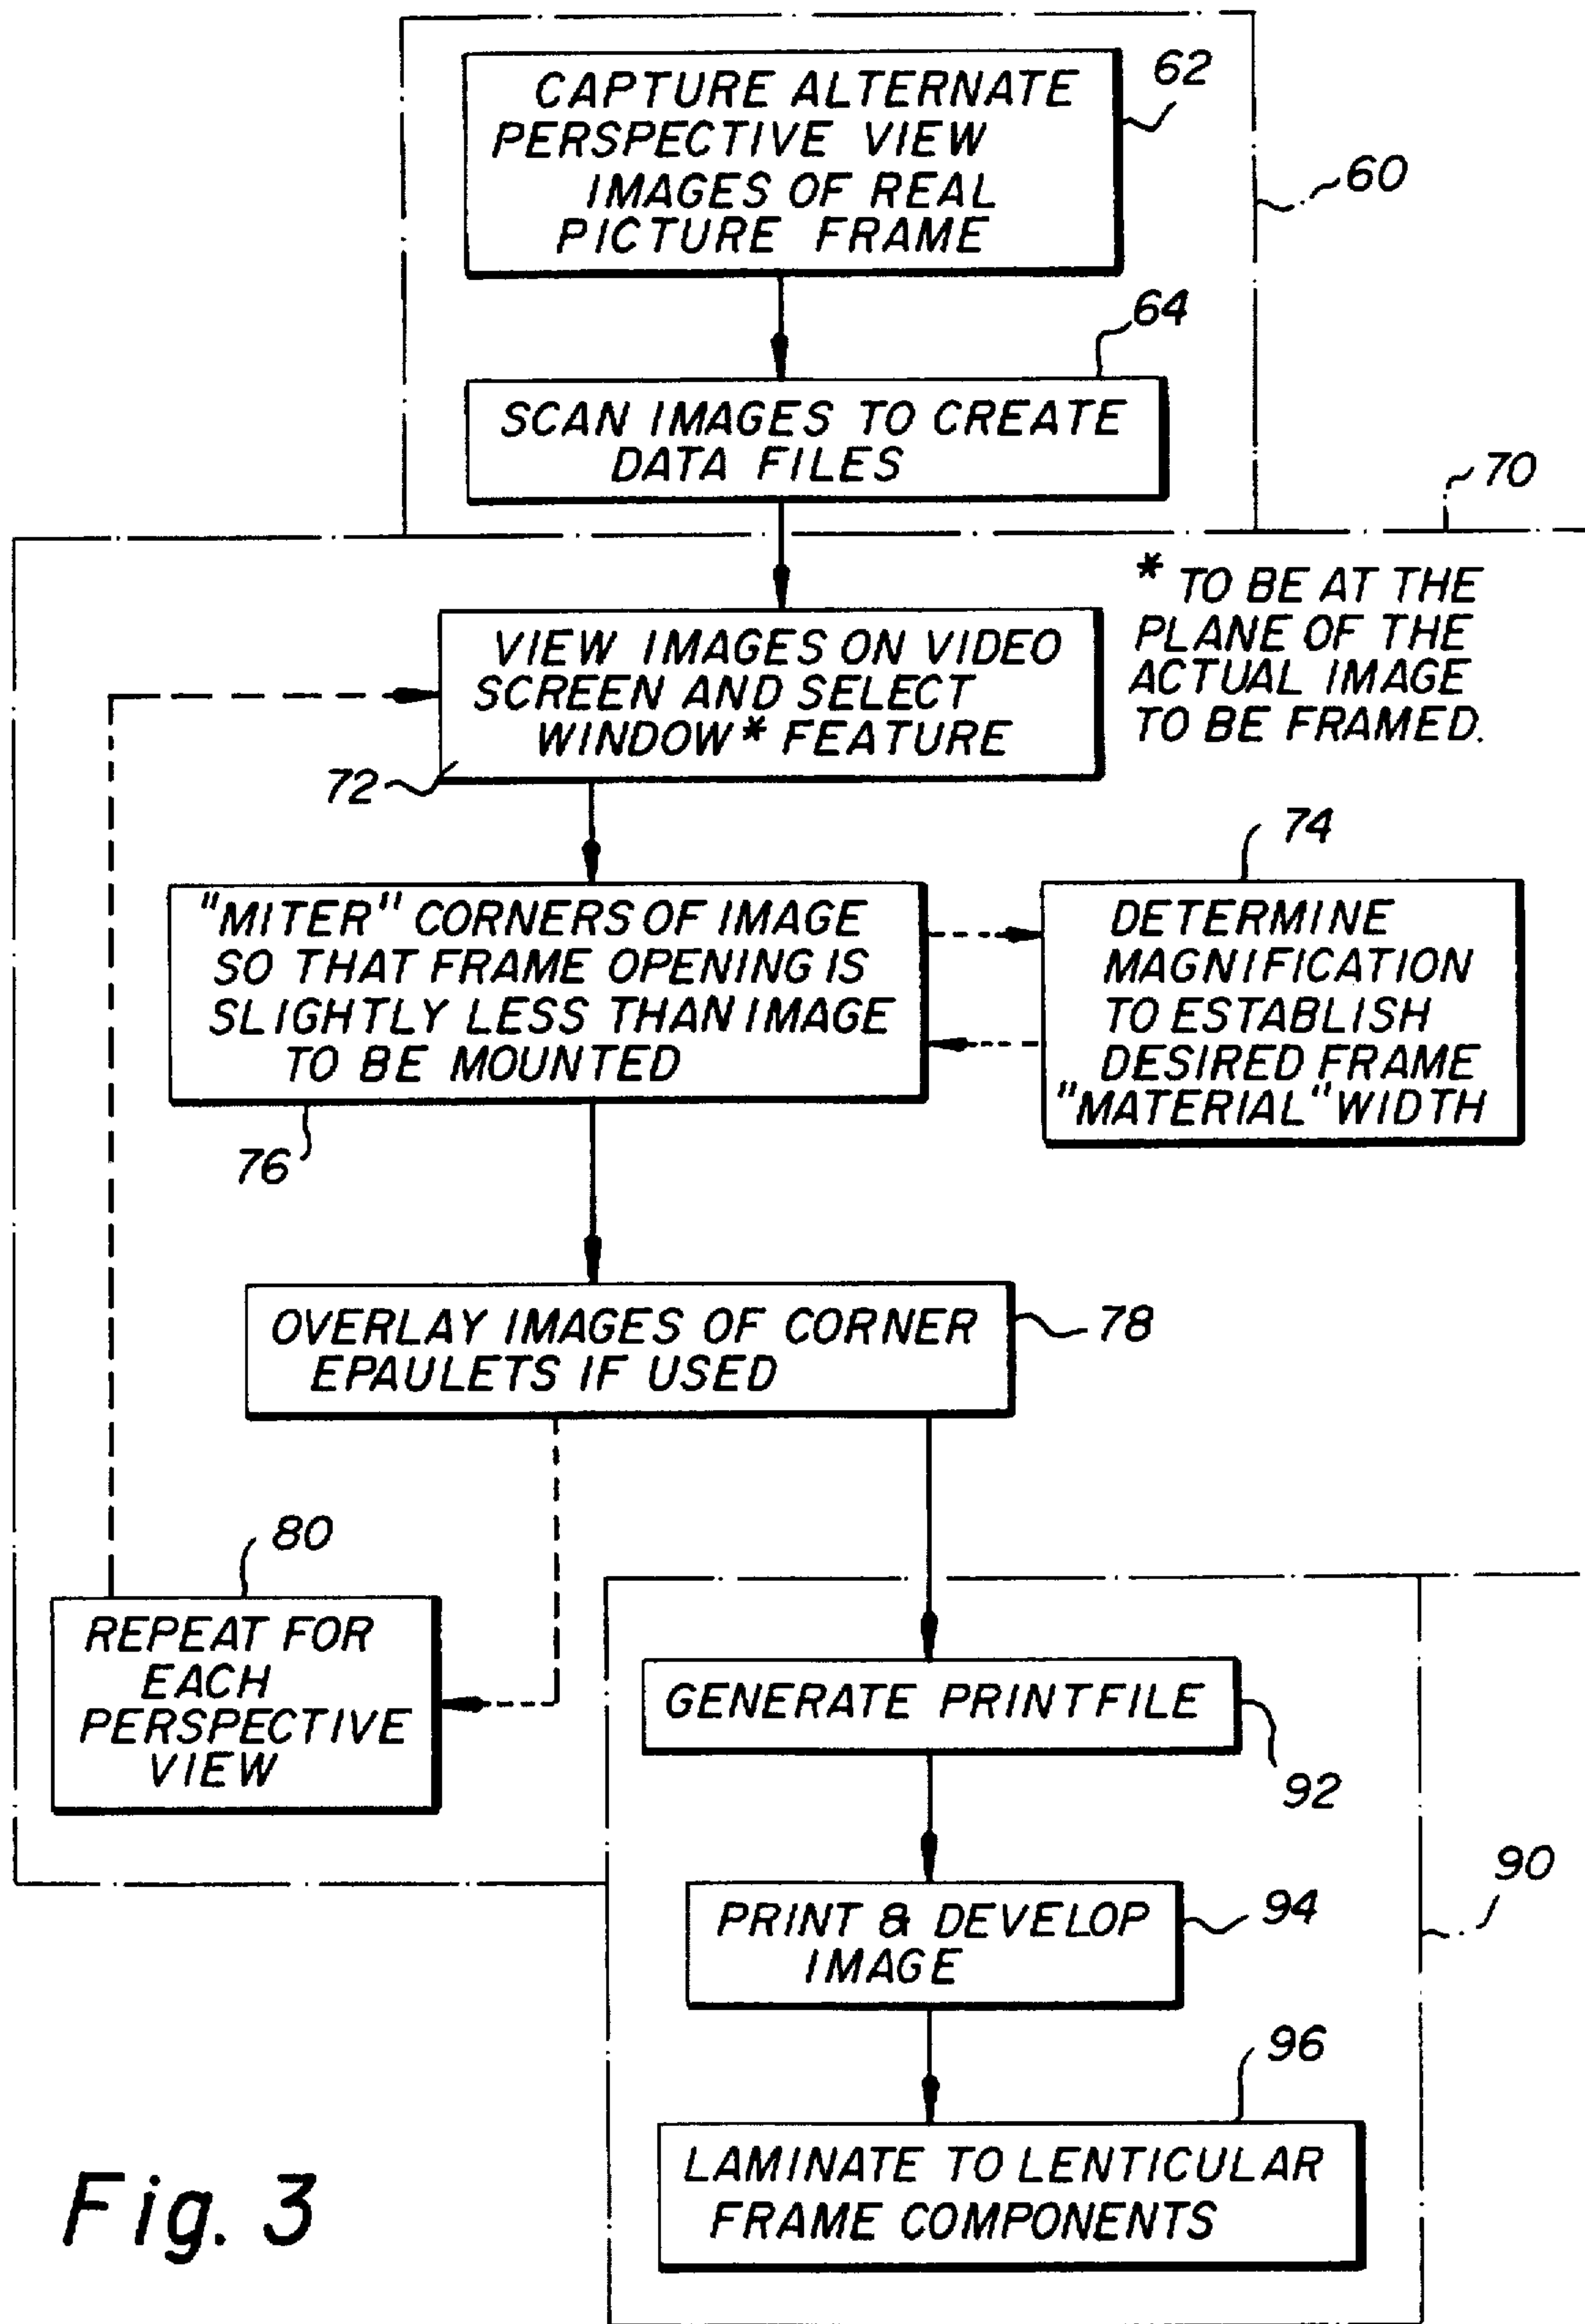 CAPTURE ALTERNATE
PERSPECTIVE VIEW
IMAGES OF REAL
PICTURE FRAME
62
60
64
SCAN IMAGES TO CREATE
DATA FILES
70
* TO BE AT THE
PLANE OF THE
ACTUAL IMAGE
TO BE FRAMED.
VIEW IMAGES ON VIDEO
SCREEN AND SELECT
WINDOW* FEATURE
72
74
"MITER" CORNERS OF IMAGE
SO THAT FRAME OPENING IS
SLIGHTLY LESS THAN IMAGE
TO BE MOUNTED
76
DETERMINE
MAGNIFICATION
TO ESTABLISH
DESIRED FRAME
"MATERIAL" WIDTH
OVERLAY IMAGES OF CORNER
EPAULETS IF USED
78
80
REPEAT FOR
EACH
PERSPECTIVE
VIEW
GENERATE PRINTFILE
92
90
PRINT & DEVELOP
IMAGE
94
96
LAMINATE TO LENTICULAR
FRAME COMPONENTS
Fig. 3